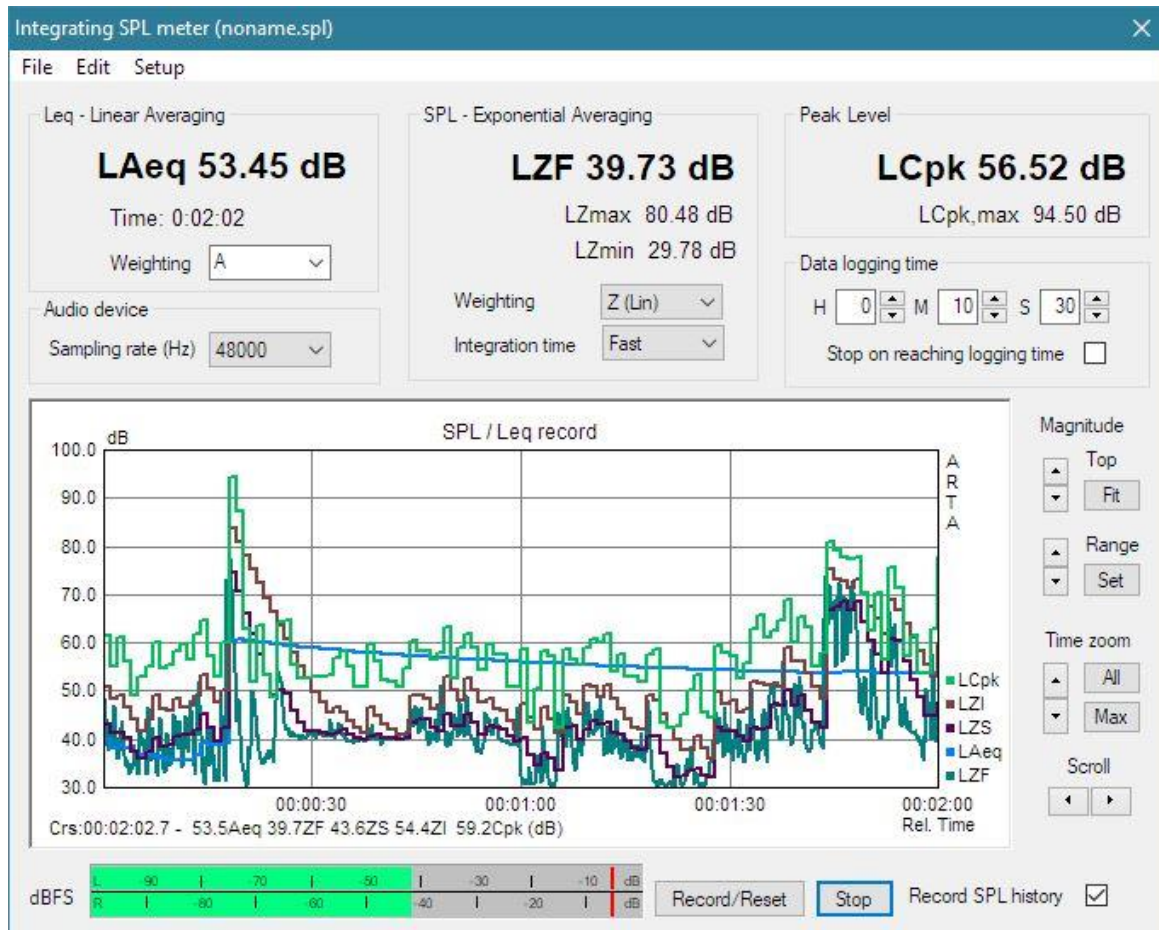 Integrating SPL meter (noname.spl)
File Edit Setup
Leq - Linear Averaging
LAeq 53.45 dB
Time: 0:02:02
Weighting A
Audio device
Sampling rate (Hz) 48000
SPL - Exponential Averaging
LZF 39.73 dB
LZmax 80.48 dB
LZmin 29.78 dB
Weighting Z (Lin)
Integration time Fast
Peak Level
LCpk 56.52 dB
LCpk,max 94.50 dB
Data logging time
H 0 M 10 S 30
Stop on reaching logging time
SPL / Leq record
dB
100.0
90.0
80.0
70.0
60.0
50.0
40.0
30.0
00:00:30 00:01:00 00:01:30 00:02:00
Rel. Time
Crs:00:02:02.7 - 53.5Aeq 39.7ZF 43.6ZS 54.4ZI 59.2Cpk (dB)
ARTA
LCpk
LZI
LZS
LAeq
LZF
Magnitude
Top
Fit
Range
Set
Time zoom
All
Max
Scroll
dBFS
L -90 -70 -50 -30 -10 dB
R -80 -60 -40 -20 dB
Record/Reset
Stop
Record SPL history